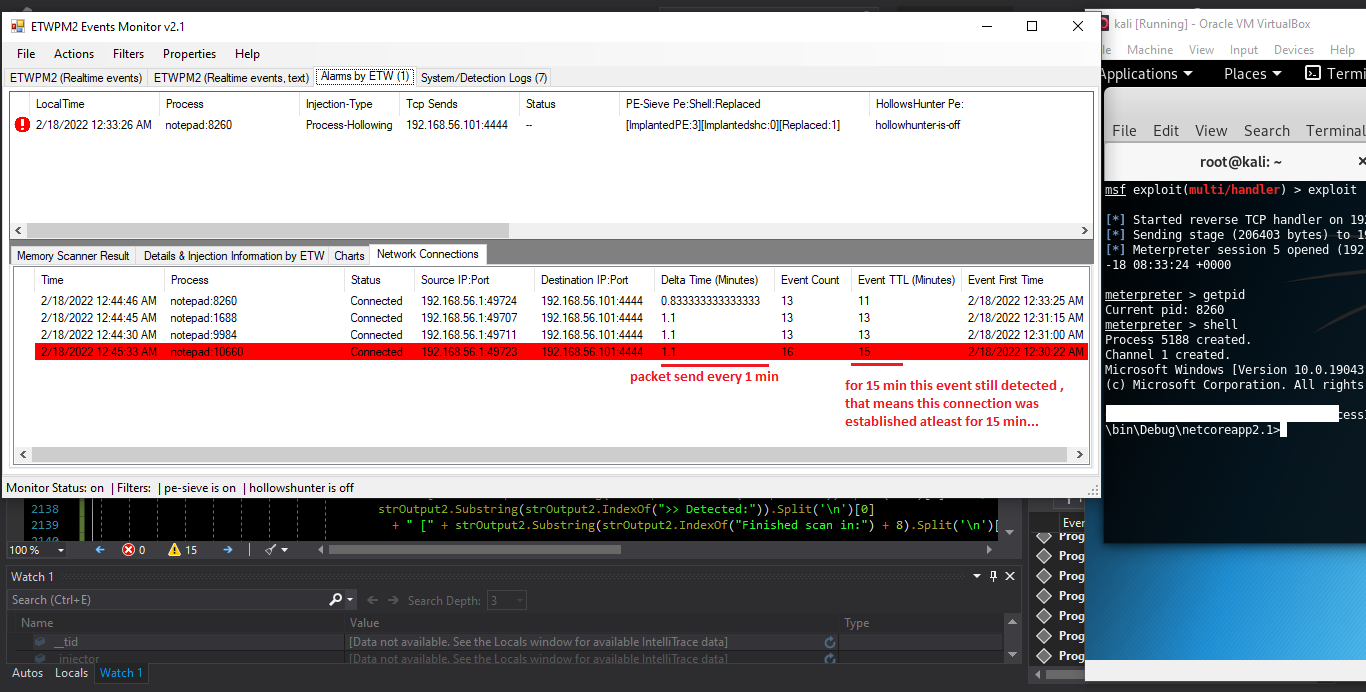 ETWPM2 Events Monitor v2.1
File Actions Filters Properties Help
ETWPM2 (Realtime events) ETWPM2 (Realtime events, text) Alams by ETW (1) System/Detection Logs (7)
LocalTime Process Injection-Type Tcp Sends Status PE-Sieve Pe:Shell:Replaced HollowsHunter Pe:
2/18/2022 12:33:26 AM notepad:8260 Process-Hollowing 192.168.56.101:4444 -- [ImplantedPE:3][Implantedshc:0][Replaced:1] hollowhunter-is-off
Memory Scanner Result Details & Injection Information by ETW Charts Network Connections
Time Process Status Source IP:Port Destination IP:Port Delta Time (Minutes) Event Count Event TTL (Minutes) Event First Time
2/18/2022 12:44:46 AM notepad:8260 Connected 192.168.56.1:49724 192.168.56.101:4444 0.833333333333333 13 11 2/18/2022 12:33:25 AM
2/18/2022 12:44:45 AM notepad:1688 Connected 192.168.56.1:49707 192.168.56.101:4444 1.1 13 13 2/18/2022 12:31:15 AM
2/18/2022 12:44:30 AM notepad:9984 Connected 192.168.56.1:49711 192.168.56.101:4444 1.1 13 13 2/18/2022 12:31:00 AM
2/18/2022 12:45:33 AM notepad:10660 Connected 192.168.56.1:49723 192.168.56.101:4444 1.1 16 15 2/18/2022 12:30:22 AM
packet send every 1 min
for 15 min this event still detected ,
that means this connection was
established atleast for 15 min...
Monitor Status: on | Filters: | pe-sieve is on | hollowshunter is off
2138 strOutput2.Substring(strOutput2.IndexOf(">> Detected:")).Split('\n')[0]
2139 + " [" + strOutput2.Substring(strOutput2.IndexOf("Finished scan in:") + 8).Split('\n')[
2140
100 % 0 15
Watch 1
Search (Ctrl+E) Search Depth: 3
Name Value Type
__tid [Data not available. See the Locals window for available IntelliTrace data]
injector [Data not available. See the Locals window for available IntelliTrace data]
Autos Locals Watch 1
kali [Running] - Oracle VM VirtualBox
Machine View Input Devices Help
Applications Places Termi
File Edit View Search Terminal
root@kali: ~
msf exploit(multi/handler) > exploit
[*] Started reverse TCP handler on 192
[*] Sending stage (206403 bytes) to 19
[*] Meterpreter session 5 opened (192
-18 08:33:24 +0000
meterpreter > getpid
Current pid: 8260
meterpreter > shell
Process 5188 created.
Channel 1 created.
Microsoft Windows [Version 10.0.19043
(c) Microsoft Corporation. All rights
cessi
\bin\Debug\netcoreapp2.1>
Ever
Prog
Prog
Prog
Prog
Prog
Prog
Prog